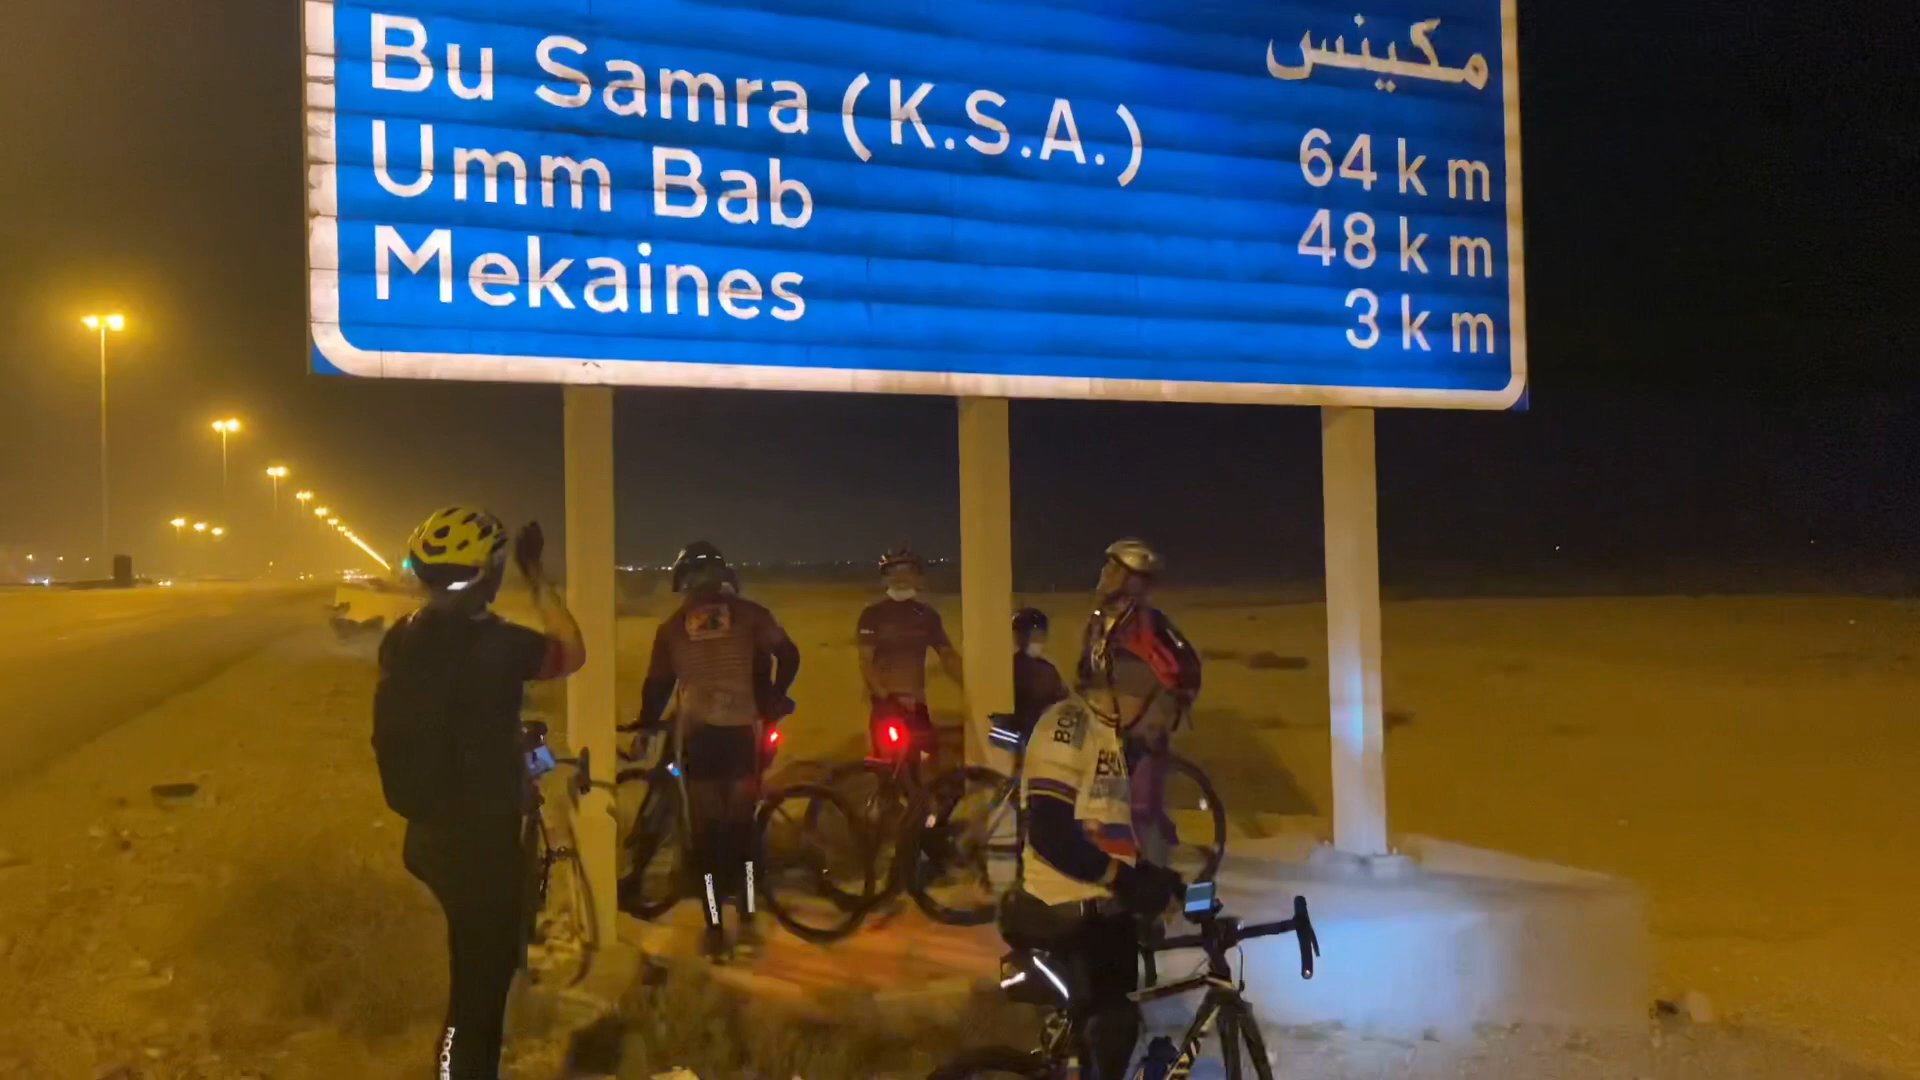 مكينس
Bu Samra (K.S.A.) 64 km
Umm Bab 48 km
Mekaines 3 km